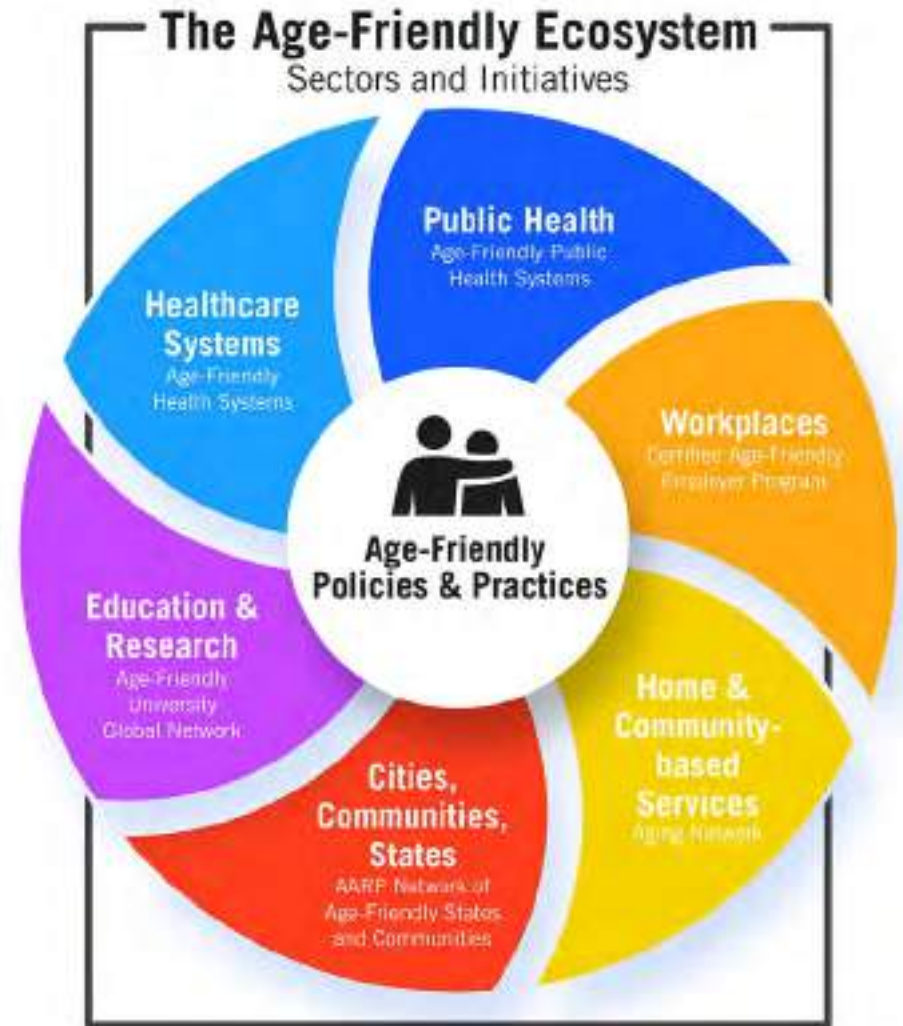 The Age-Friendly Ecosystem
Sectors and Initiatives
Public Health
Age-Friendly Public
Health Systems
Workplaces
Certified Age-Friendly
Employer Program
Home &
Community-
based
Services
Aging Network
Cities,
Communities,
States
AARP Network of
Age-Friendly States
and Communities
Education &
Research
Age-Friendly
University
Global Network
Healthcare
Systems
Age-Friendly
Health Systems
Age-Friendly
Policies & Practices